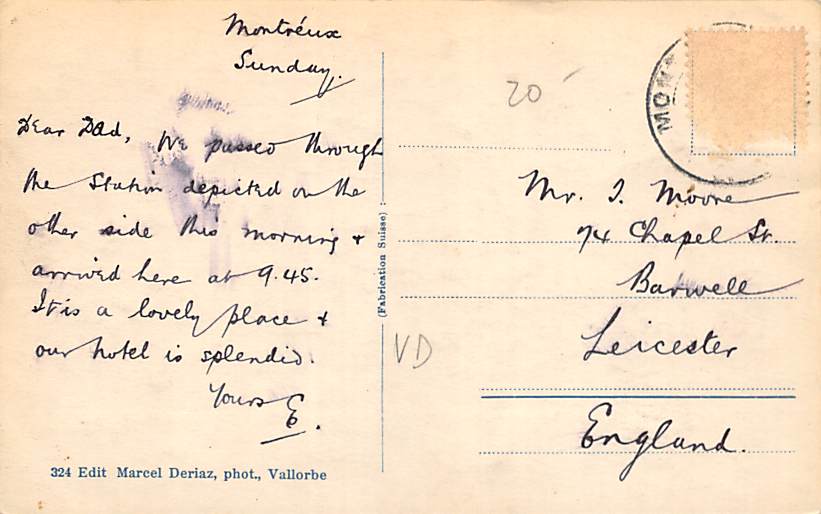 Montréux
Sunday.
Dear Dad, We passed through
the Station depicted on the
other side this morning &
arrived here at 9.45.
It is a lovely place &
our hotel is splendid.
Yours E.
324 Edit Marcel Deriaz, phot., Vallorbe
(Fabrication Suisse)
20
VD
MON
Mr. I. Moore
74 Chapel St.
Barwell
Leicester
England.